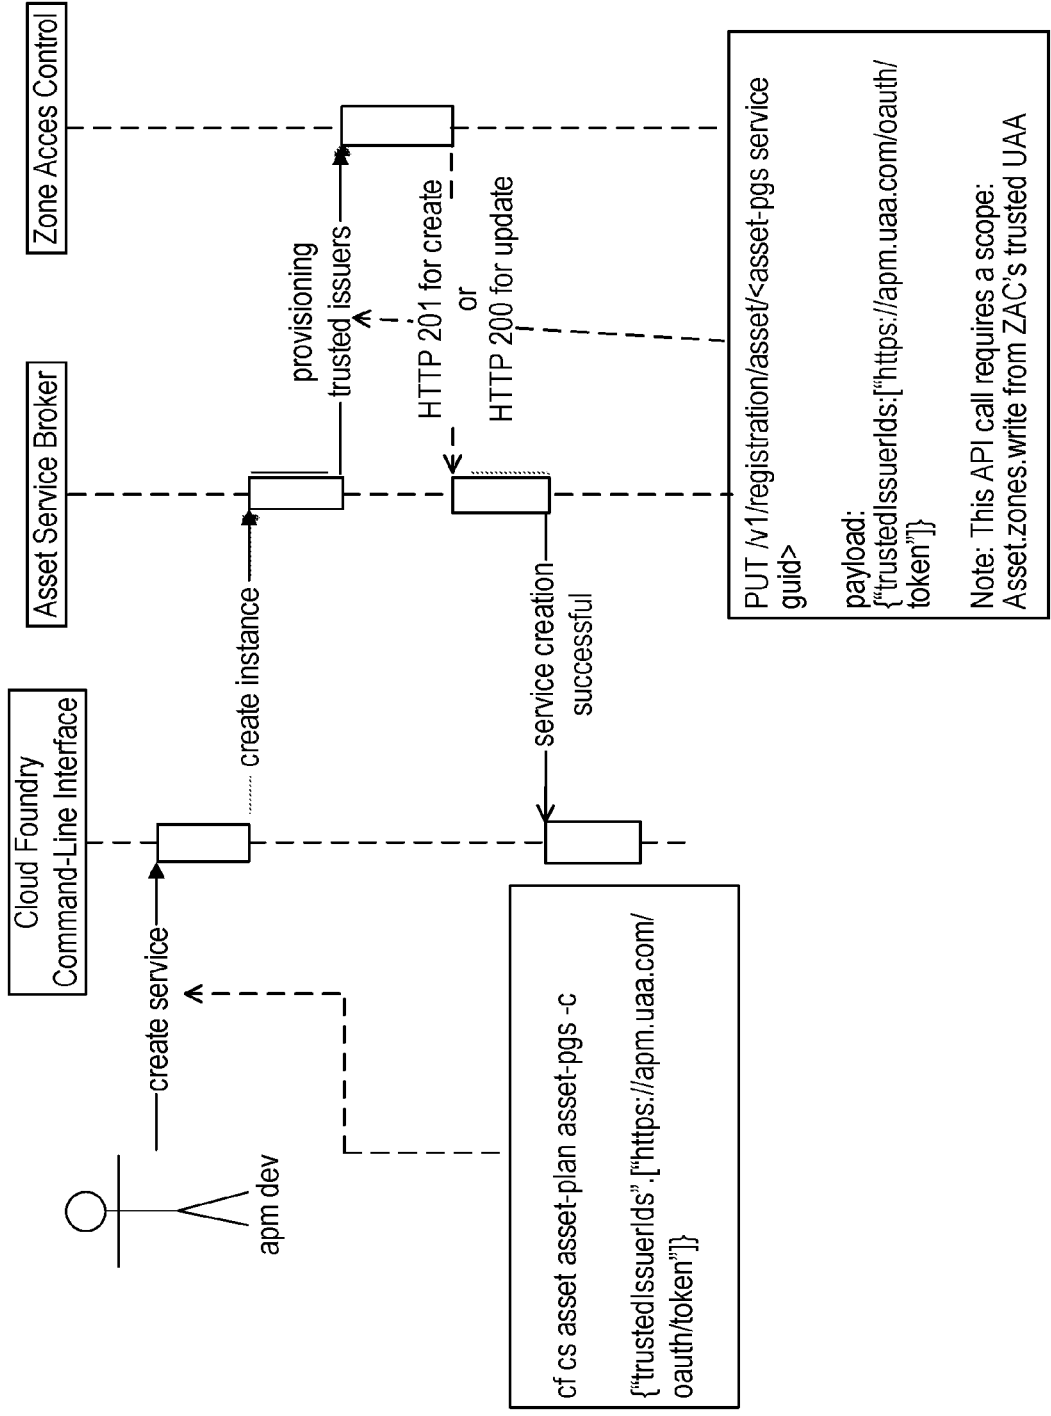 Cloud Foundry
Command-Line Interface
Asset Service Broker
Zone Acces Control
apm dev
create service
create instance
provisioning
trusted issuers
HTTP 201 for create
or
HTTP 200 for update
service creation
successful
cf cs asset asset-plan asset-pgs -c
{“trustedIssuerIds”.[“https://apm.uaa.com/
oauth/token”]}
PUT /v1/registration/asset/<asset-pgs service
guid>
payload:
{“trustedIssuerIds:[“https://apm.uaa.com/oauth/
token”]}
Note: This API call requires a scope:
Asset.zones.write from ZAC’s trusted UAA